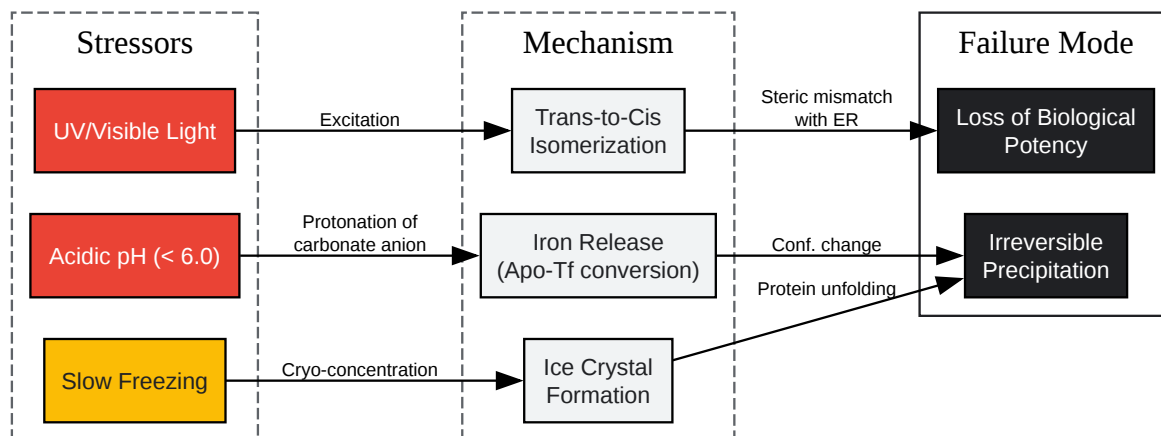 Stressors
Mechanism
Failure Mode
UV/Visible Light
Excitation
Trans-to-Cis
Isomerization
Steric mismatch
with ER
Loss of Biological
Potency
Acidic pH (< 6.0)
Protonation of
carbonate anion
Iron Release
(Apo-Tf conversion)
Conf. change
Irreversible
Precipitation
Protein unfolding
Slow Freezing
Cryo-concentration
Ice Crystal
Formation